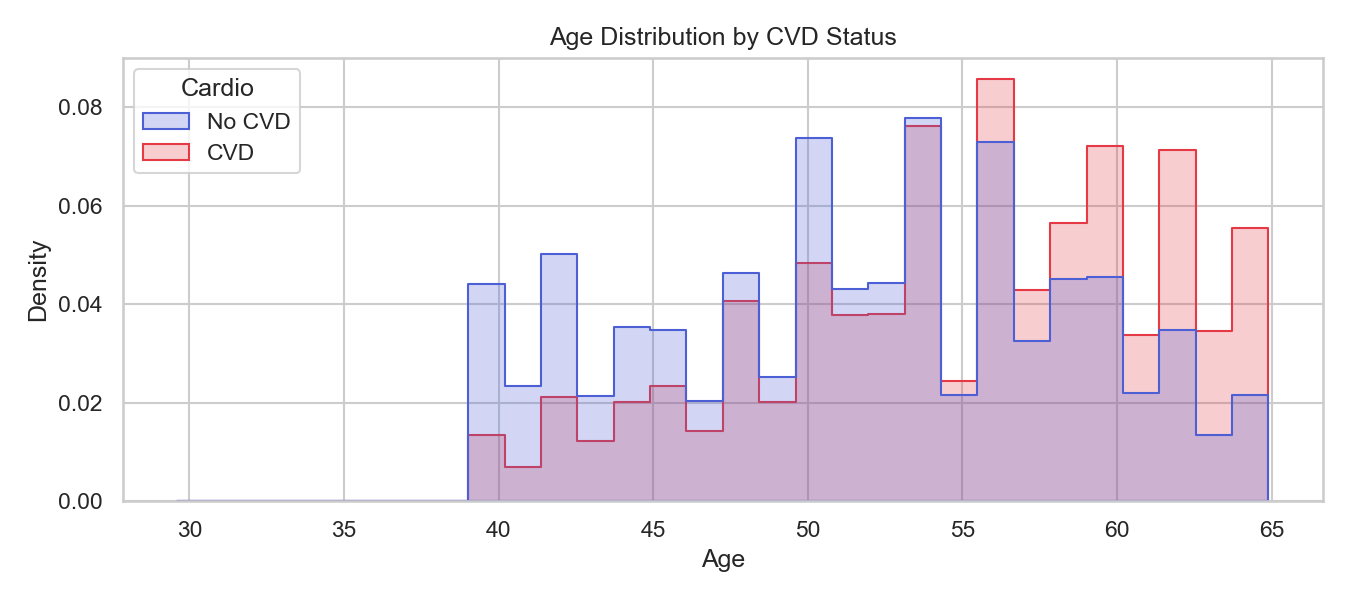 Age Distribution by CVD Status
Cardio
No CVD
CVD
Density
0.08
0.06
0.04
0.02
0.00
30 35 40 45 50 55 60 65
Age